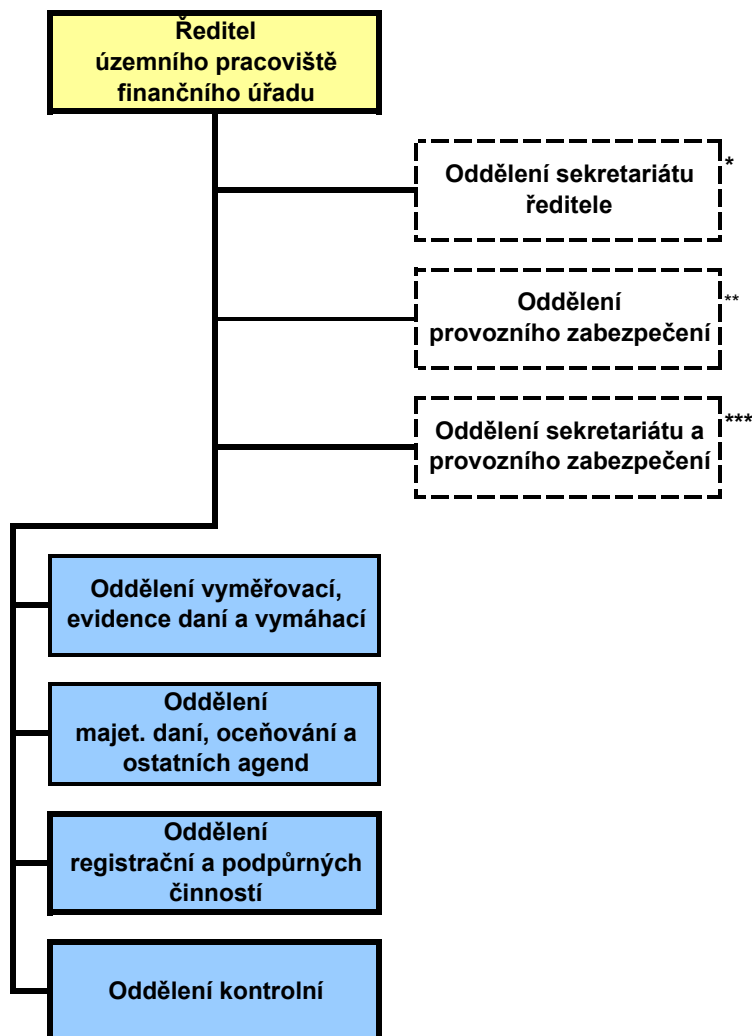 Ředitel
územního pracoviště
finančního úřadu
Oddělení sekretariátu
ředitele
*
Oddělení
provozního zabezpečení
**
Oddělení sekretariátu a
provozního zabezpečení
***
Oddělení vyměřovací,
evidence daní a vymáhací
Oddělení
majet. daní, oceňování a
ostatních agend
Oddělení
registrační a podpůrných
činností
Oddělení kontrolní